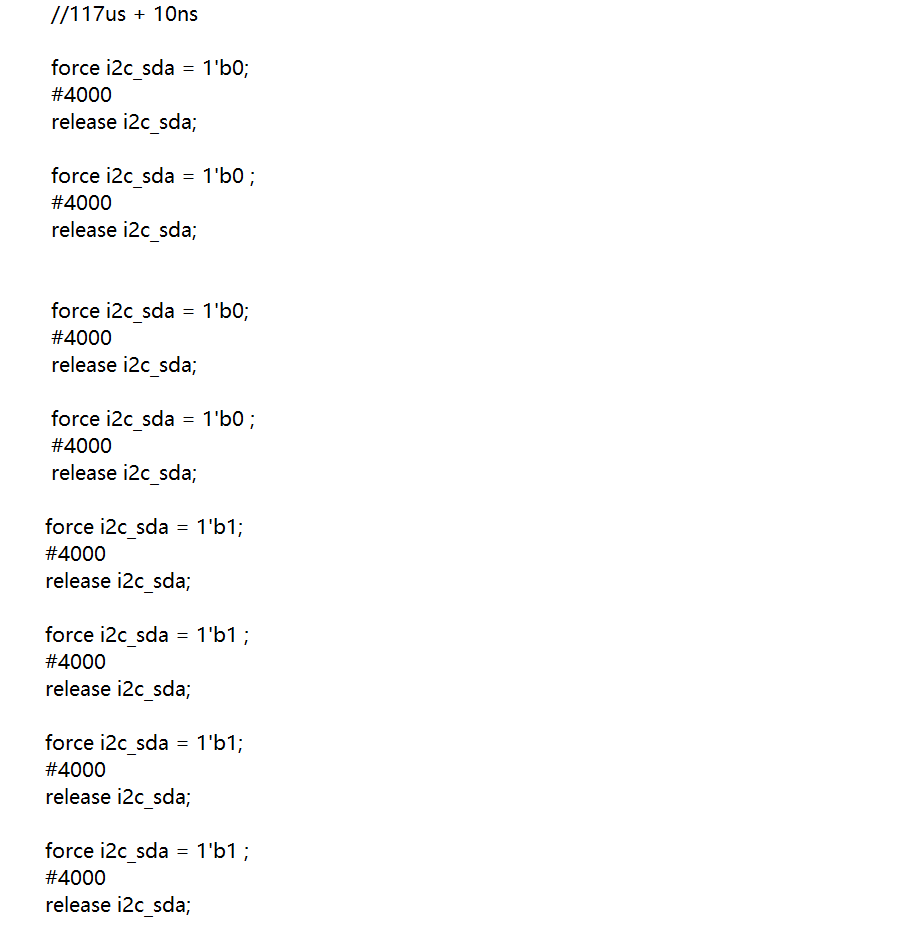 //117us + 10ns
force i2c_sda = 1'b0;
#4000
release i2c_sda;
force i2c_sda = 1'b0 ;
#4000
release i2c_sda;
force i2c_sda = 1'b0;
#4000
release i2c_sda;
force i2c_sda = 1'b0 ;
#4000
release i2c_sda;
force i2c_sda = 1'b1;
#4000
release i2c_sda;
force i2c_sda = 1'b1 ;
#4000
release i2c_sda;
force i2c_sda = 1'b1;
#4000
release i2c_sda;
force i2c_sda = 1'b1 ;
#4000
release i2c_sda;